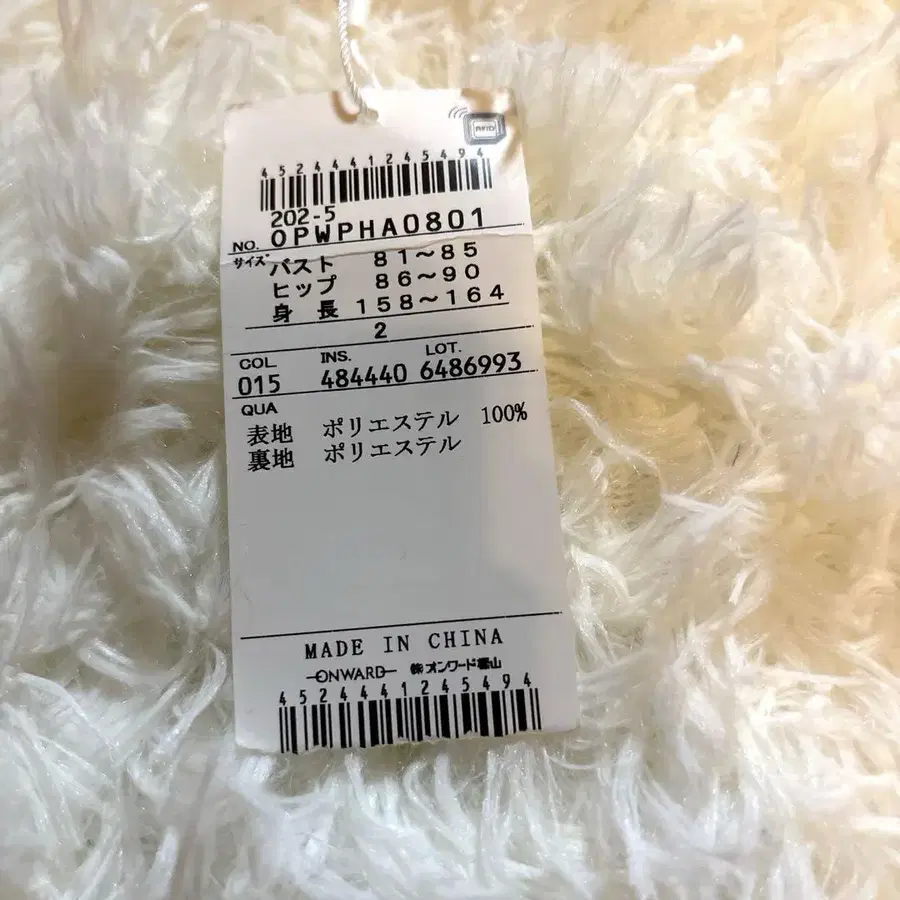 RFID
4524441245494
202-5
NO. OPWPHA0801
サイズ バスト 81～85
ヒップ 86～90
身長 158～164
2
COL. INS. LOT.
015 484440 6486993
QUA
表地 ポリエステル 100%
裏地 ポリエステル
MADE IN CHINA
ONWARD ㈱オンワード樫山
4524441245494